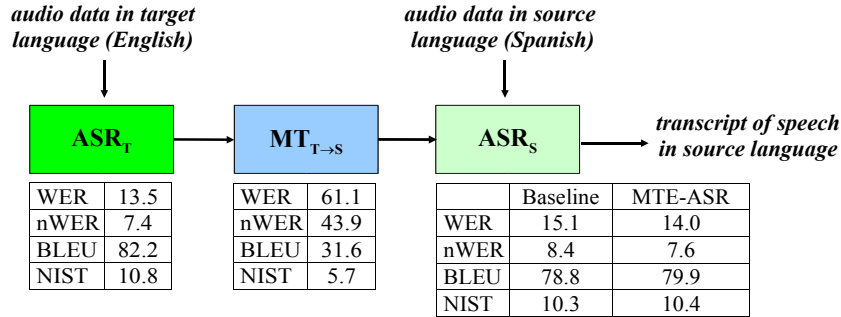 audio data in target
language (English)
audio data in source
language (Spanish)
ASR_T
MT_T→S
ASR_S
transcript of speech
in source language
WER 13.5
nWER 7.4
BLEU 82.2
NIST 10.8
WER 61.1
nWER 43.9
BLEU 31.6
NIST 5.7
Baseline MTE-ASR
WER 15.1 14.0
nWER 8.4 7.6
BLEU 78.8 79.9
NIST 10.3 10.4